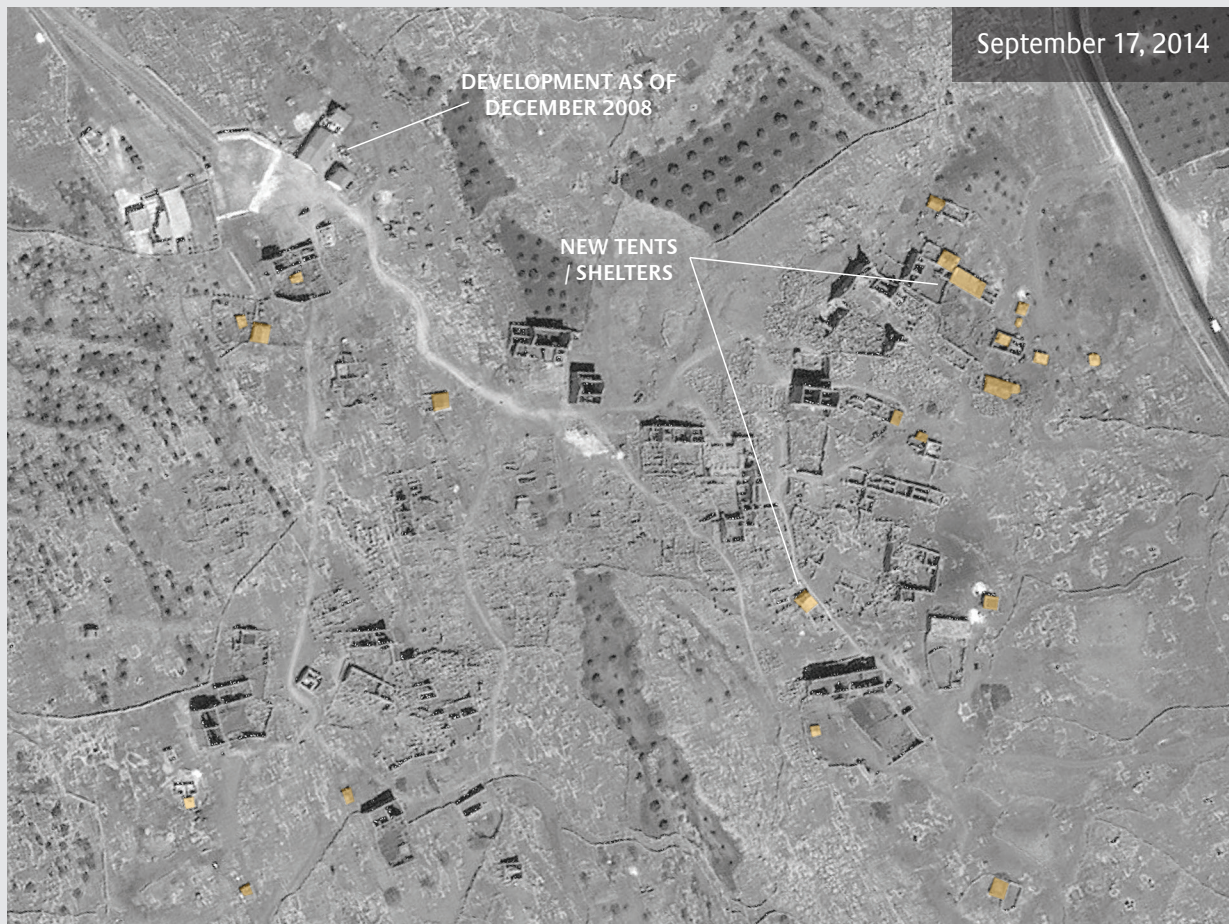 September 17, 2014
DEVELOPMENT AS OF
DECEMBER 2008
NEW TENTS
/ SHELTERS